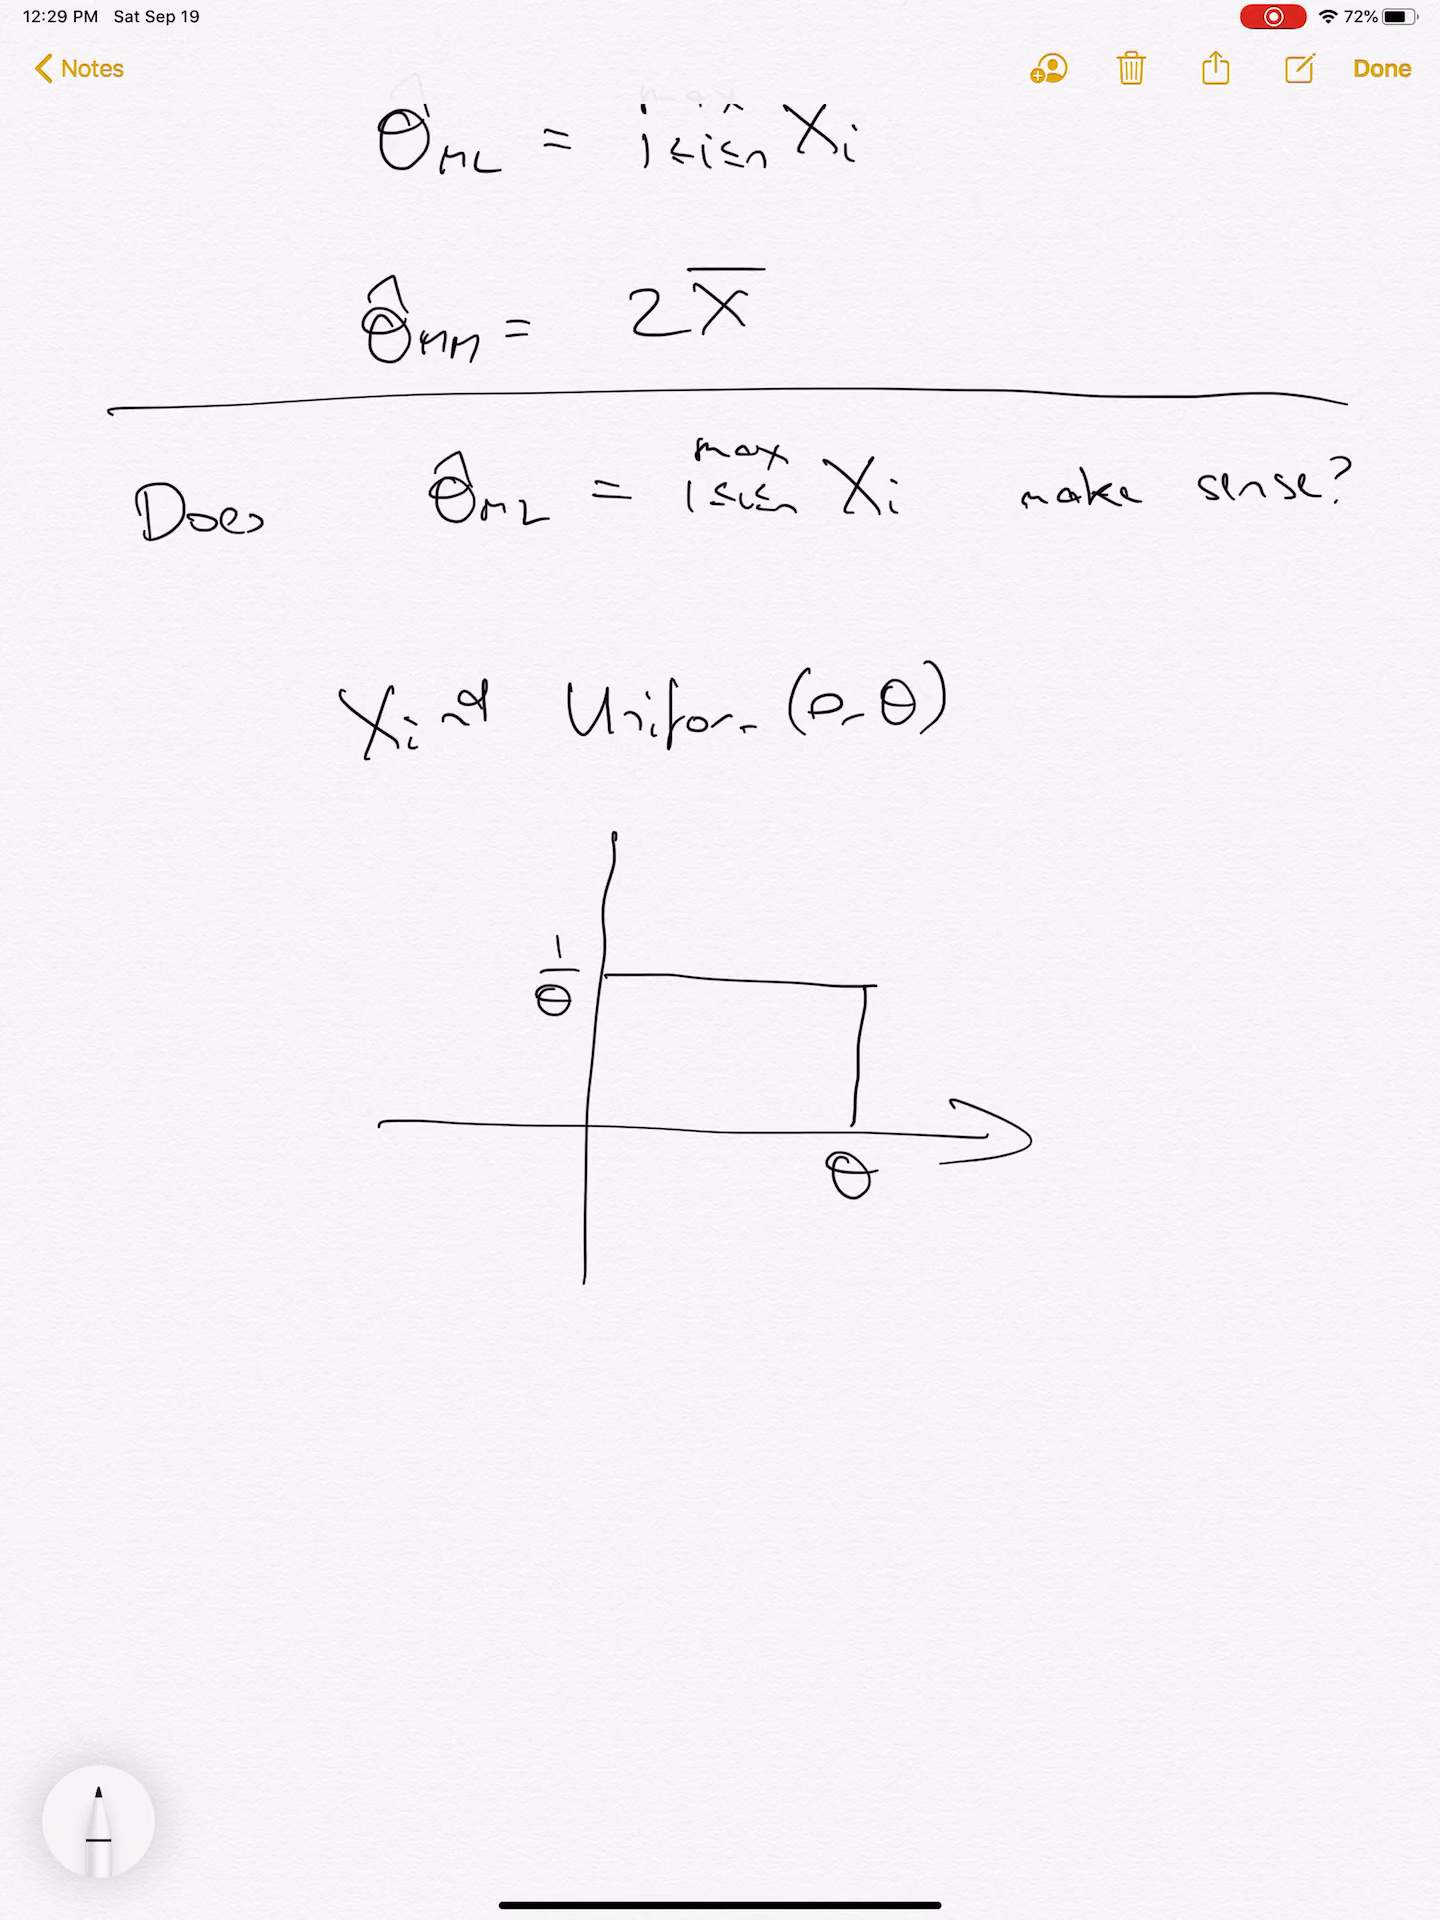 12:29 PM Sat Sep 19 72%
Notes Done
θ̂ML = max 1≤i≤n Xi
θ̂MM = 2X̄
Does θ̂ML = max 1≤i≤n Xi make sense?
Xi Uniform (0, θ)
1/θ
θ